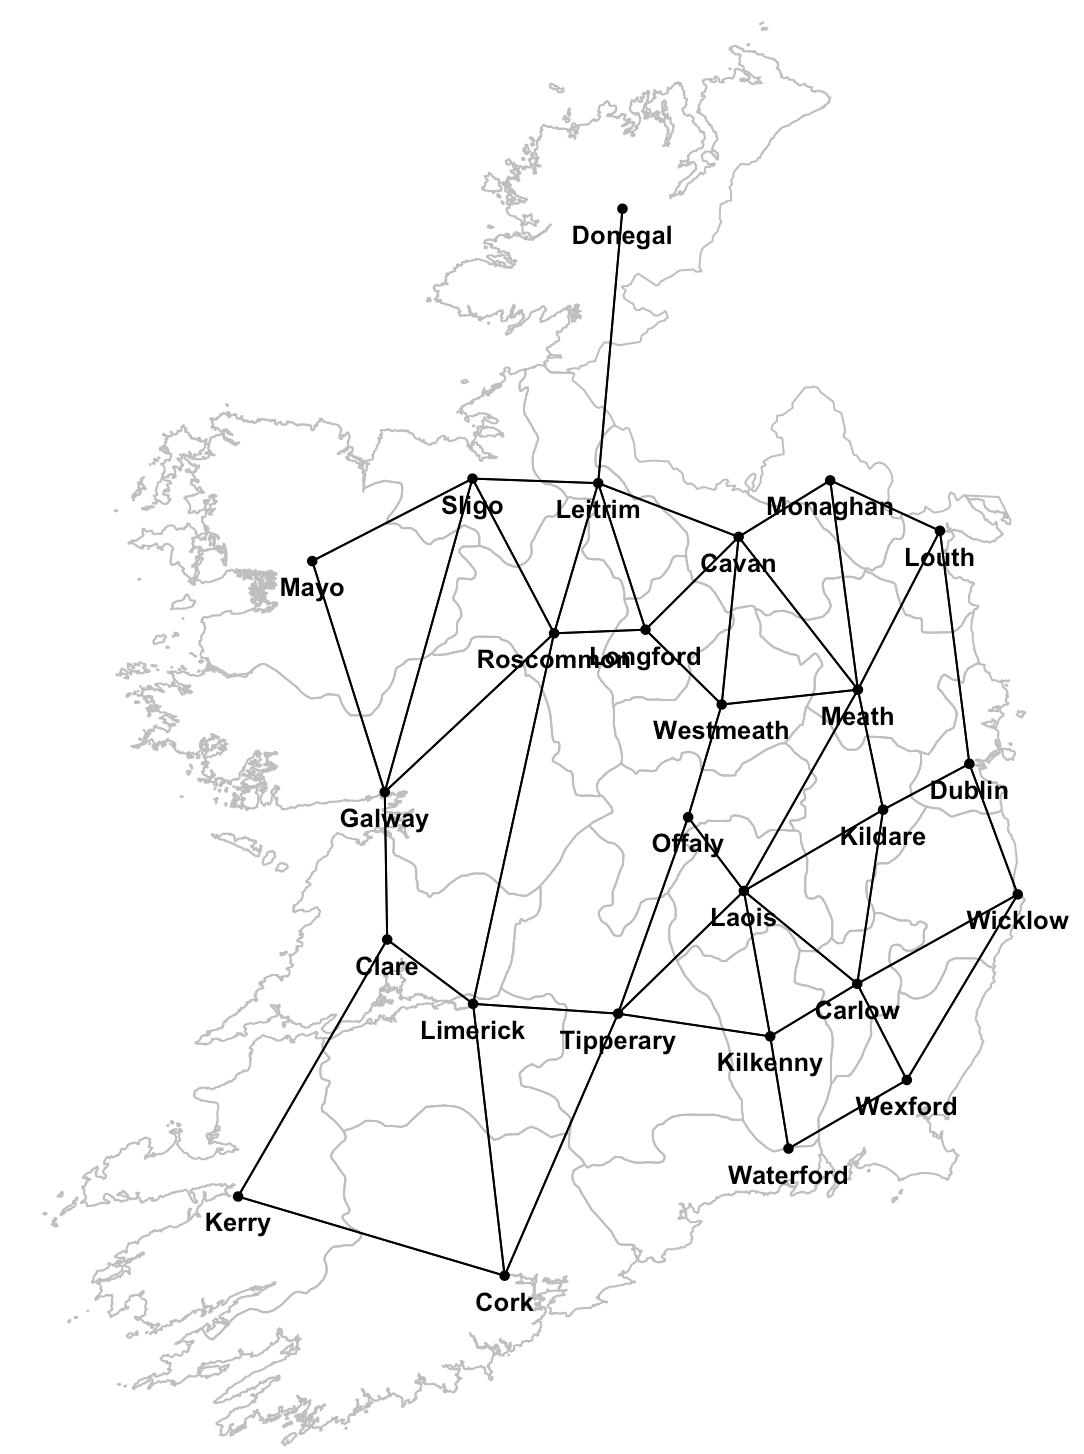 Donegal
Sligo
Leitrim
Monaghan
Louth
Cavan
Mayo
Roscommon
Longford
Westmeath
Meath
Dublin
Galway
Offaly
Kildare
Laois
Wicklow
Clare
Limerick
Tipperary
Carlow
Kilkenny
Wexford
Waterford
Kerry
Cork